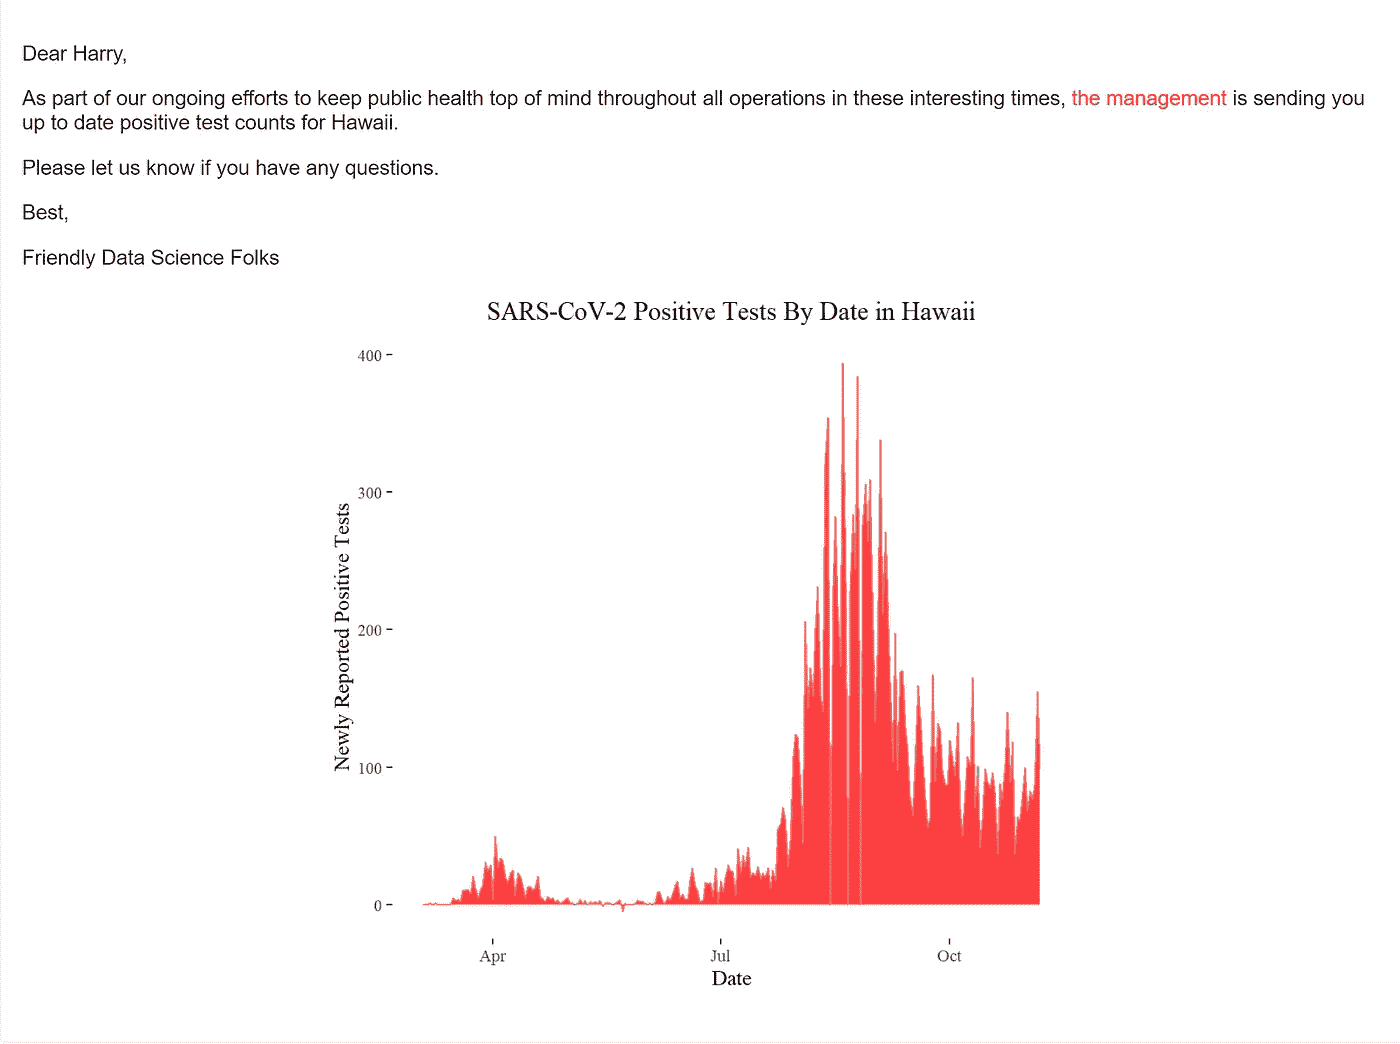 Dear Harry,
As part of our ongoing efforts to keep public health top of mind throughout all operations in these interesting times, the management is sending you
up to date positive test counts for Hawaii.
Please let us know if you have any questions.
Best,
Friendly Data Science Folks
SARS-CoV-2 Positive Tests By Date in Hawaii
Newly Reported Positive Tests
400
300
200
100
0
Apr
Jul
Oct
Date